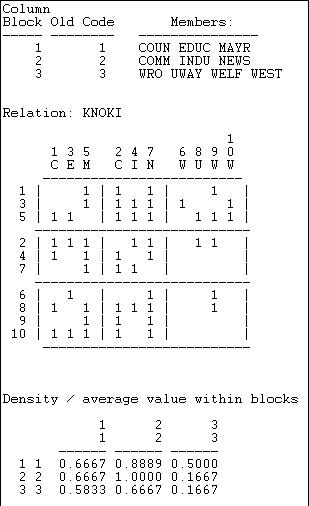 Column
Block Old Code       Members:
----- --------   -----------------
    1        1   COUN EDUC MAYR
    2        2   COMM INDU NEWS
    3        3   WRO UWAY WELF WEST
Relation: KNOKI
                             1
      1 3 5   2 4 7   6 8 9 0
      C E M   C I N   W U W W
     ---------------------------
  1 |     1 | 1   1 |     1   |
  3 |     1 | 1 1 1 | 1     1 |
  5 | 1 1   | 1 1 1 |   1 1 1 |
     ---------------------------
  2 | 1 1 1 |   1 1 |   1 1   |
  4 | 1   1 | 1   1 |         |
  7 |     1 | 1 1   |         |
     ---------------------------
  6 |   1   |     1 |     1   |
  8 | 1   1 | 1 1 1 |     1   |
  9 |     1 | 1   1 |         |
 10 | 1 1 1 | 1   1 |         |
     ---------------------------
Density / average value within blocks
            1      2      3
            1      2      3
       ------ ------ ------
  1 1  0.6667 0.8889 0.5000
  2 2  0.6667 1.0000 0.1667
  3 3  0.5833 0.6667 0.1667